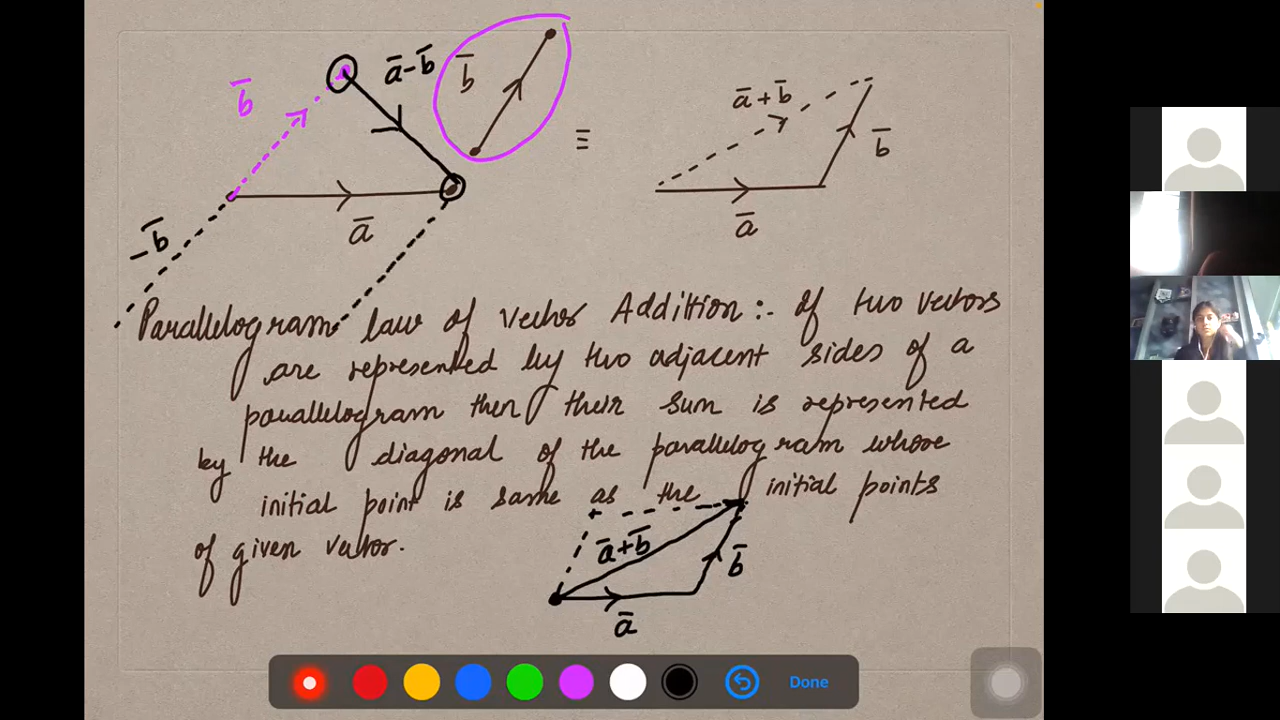 b̄
ā-b̄
b̄
-b̄
ā
≡
ā+b̄
b̄
ā
Parallelogram law of vector Addition :- If two vectors
are represented by two adjacent sides of a
parallelogram then their sum is represented
by the diagonal of the parallelogram whose
initial point is same as the initial points
of given vector.
ā+b̄
b̄
ā
Done